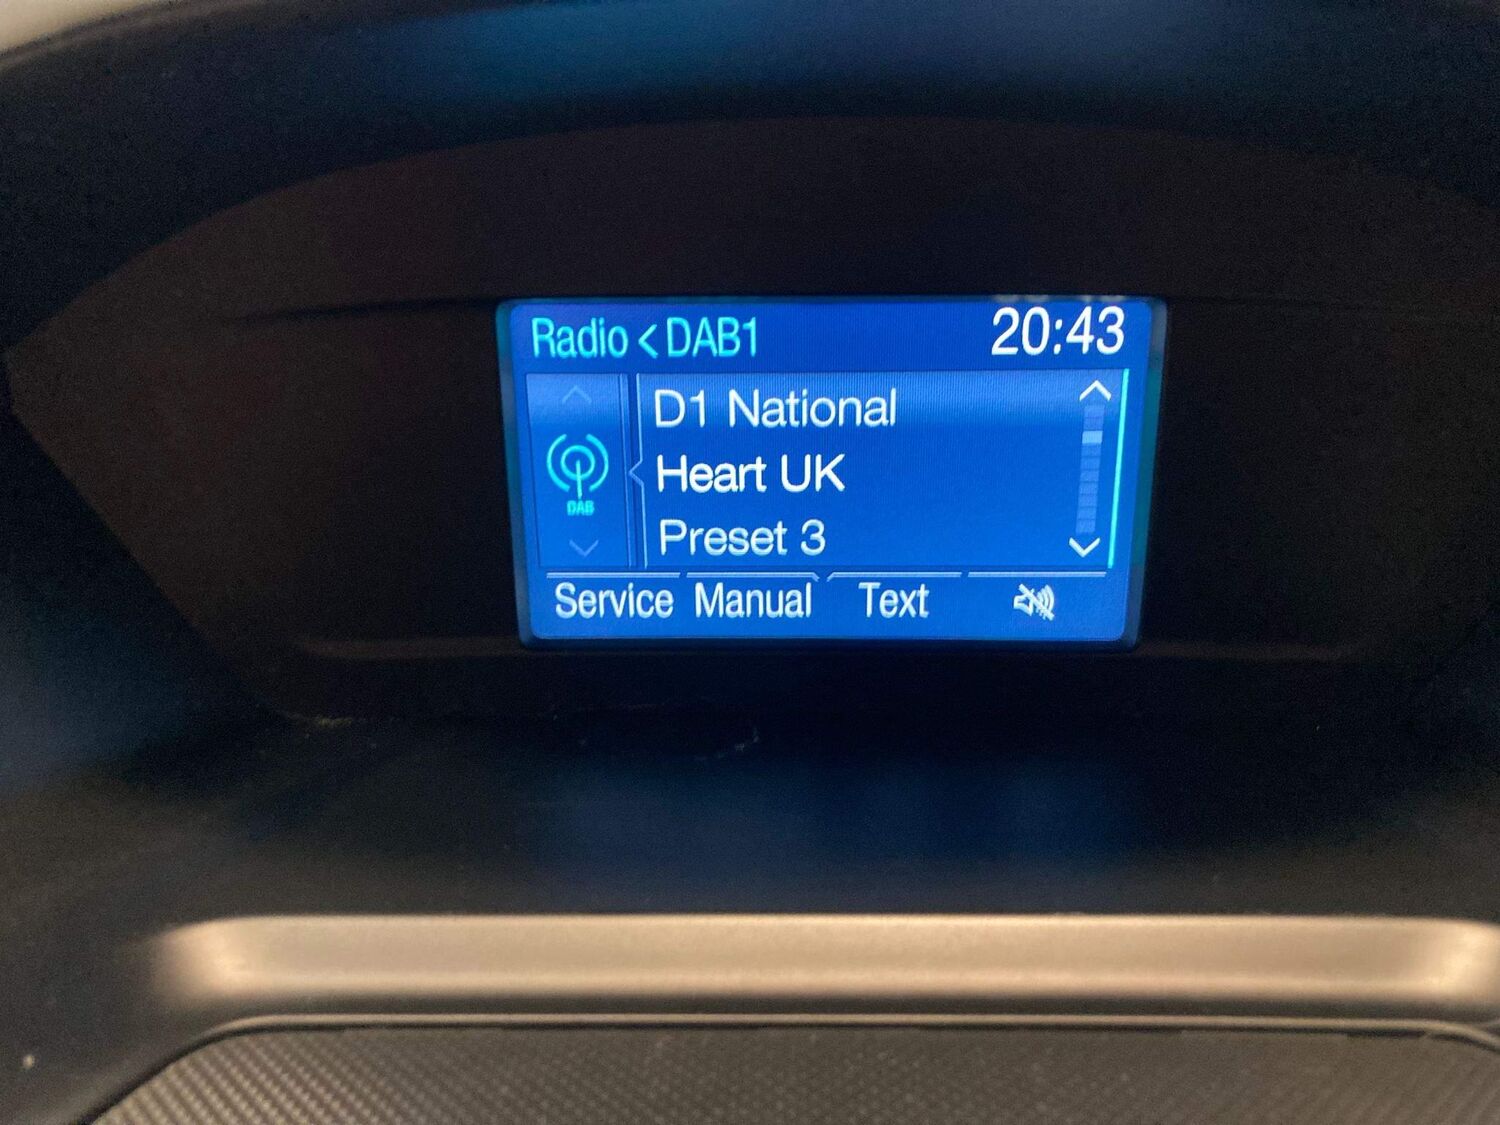 Radio < DAB1 20:43
D1 National
Heart UK
DAB
Preset 3
Service Manual Text